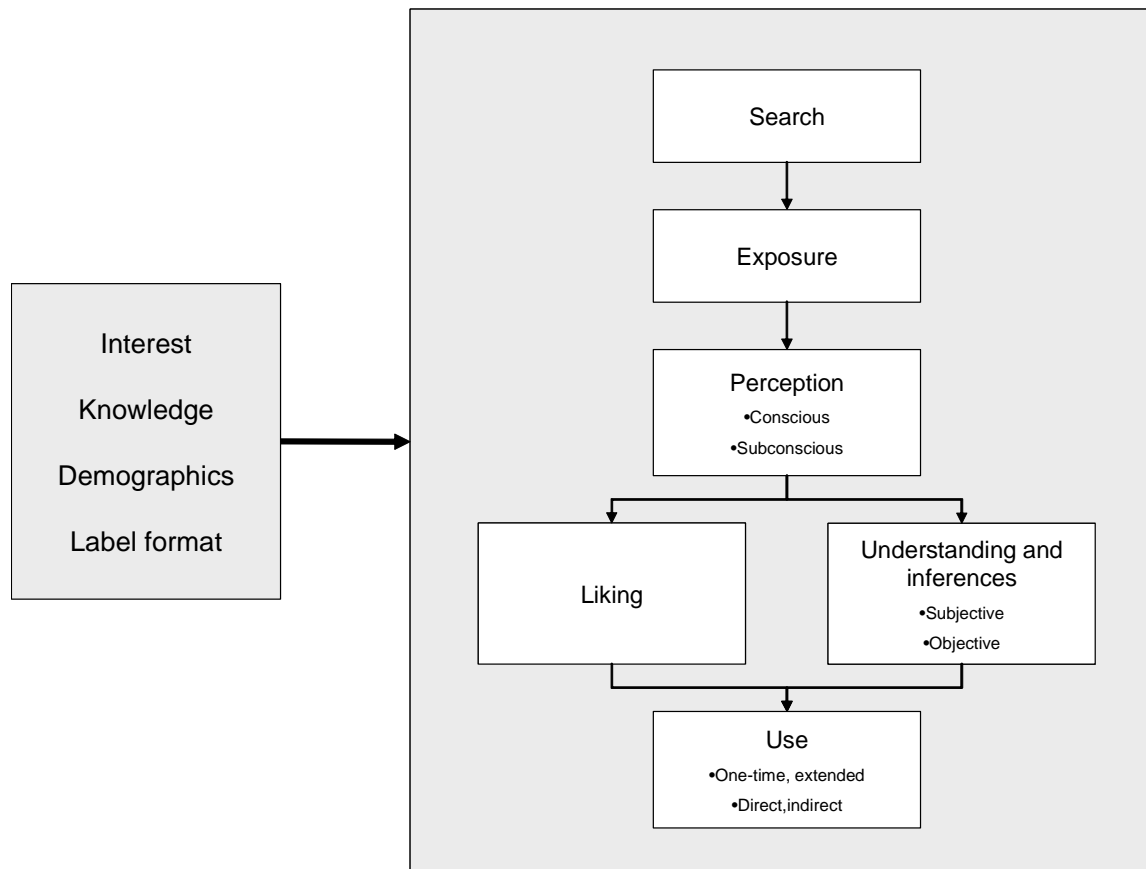 Search
Exposure
Interest
Knowledge
Demographics
Label format
Perception
•Conscious
•Subconscious
Liking
Understanding and
inferences
•Subjective
•Objective
Use
•One-time, extended
•Direct,indirect